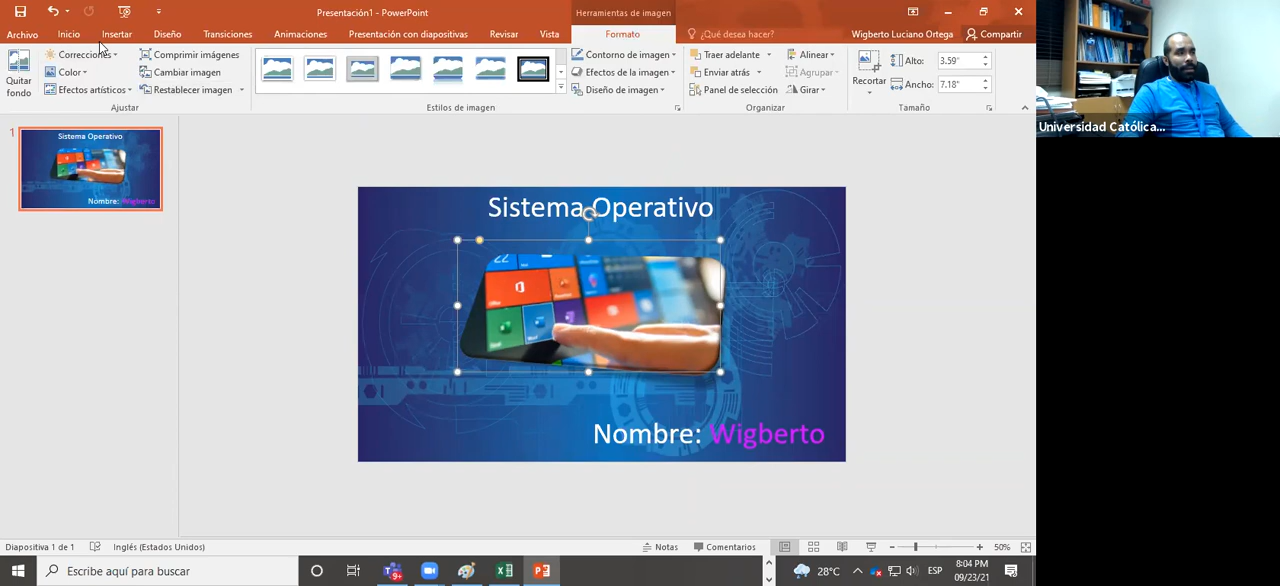 Presentación1 - PowerPoint
Herramientas de imagen
Archivo
Inicio
Insertar
Diseño
Transiciones
Animaciones
Presentación con diapositivas
Revisar
Vista
Formato
¿Qué desea hacer?
Wigberto Luciano Ortega
Compartir
Quitar fondo
Correcciones
Color
Efectos artísticos
Comprimir imágenes
Cambiar imagen
Restablecer imagen
Ajustar
Estilos de imagen
Contorno de imagen
Efectos de la imagen
Diseño de imagen
Traer adelante
Enviar atrás
Panel de selección
Alinear
Agrupar
Girar
Organizar
Recortar
Alto: 3.59"
Ancho: 7.18"
Tamaño
Universidad Católica...
1
Sistema Operativo
Nombre: Wigberto
Sistema Operativo
22
Office
Nombre: Wigberto
Diapositiva 1 de 1
Inglés (Estados Unidos)
Notas
Comentarios
50%
Escribe aquí para buscar
9+
28°C
ESP
8:04 PM
09/23/21